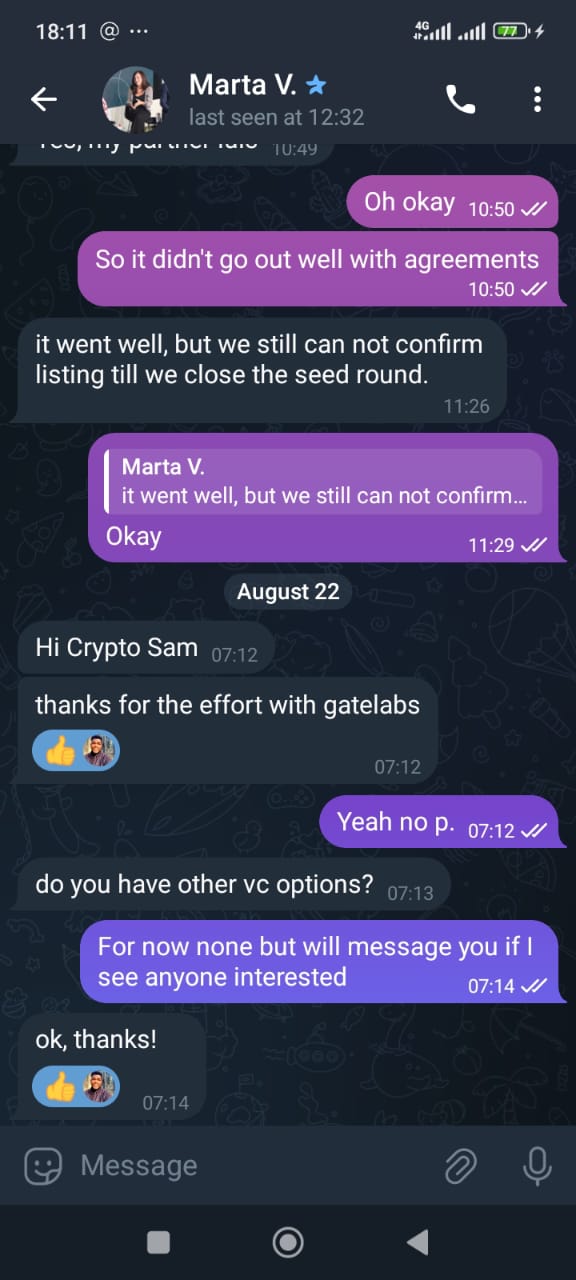 18:11 @ ...
4G 77
Marta V.
last seen at 12:32
Yes, my partner 10:49
Oh okay 10:50
So it didn't go out well with agreements
10:50
it went well, but we still can not confirm
listing till we close the seed round.
11:26
Marta V.
it went well, but we still can not confirm...
Okay 11:29
August 22
Hi Crypto Sam 07:12
thanks for the effort with gatelabs
07:12
Yeah no p. 07:12
do you have other vc options? 07:13
For now none but will message you if I
see anyone interested 07:14
ok, thanks!
07:14
Message